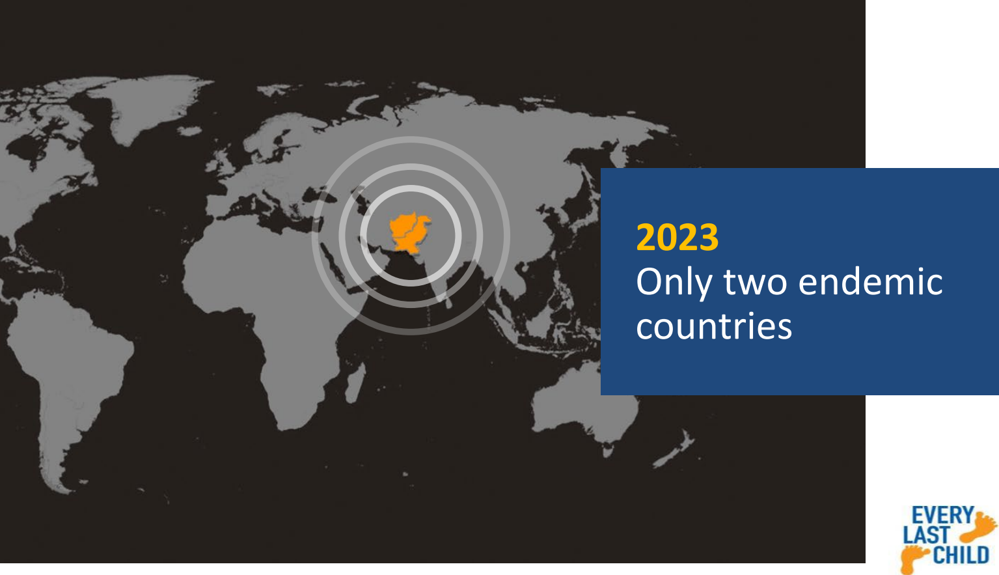 2023
Only two endemic
countries
EVERY
LAST
CHILD